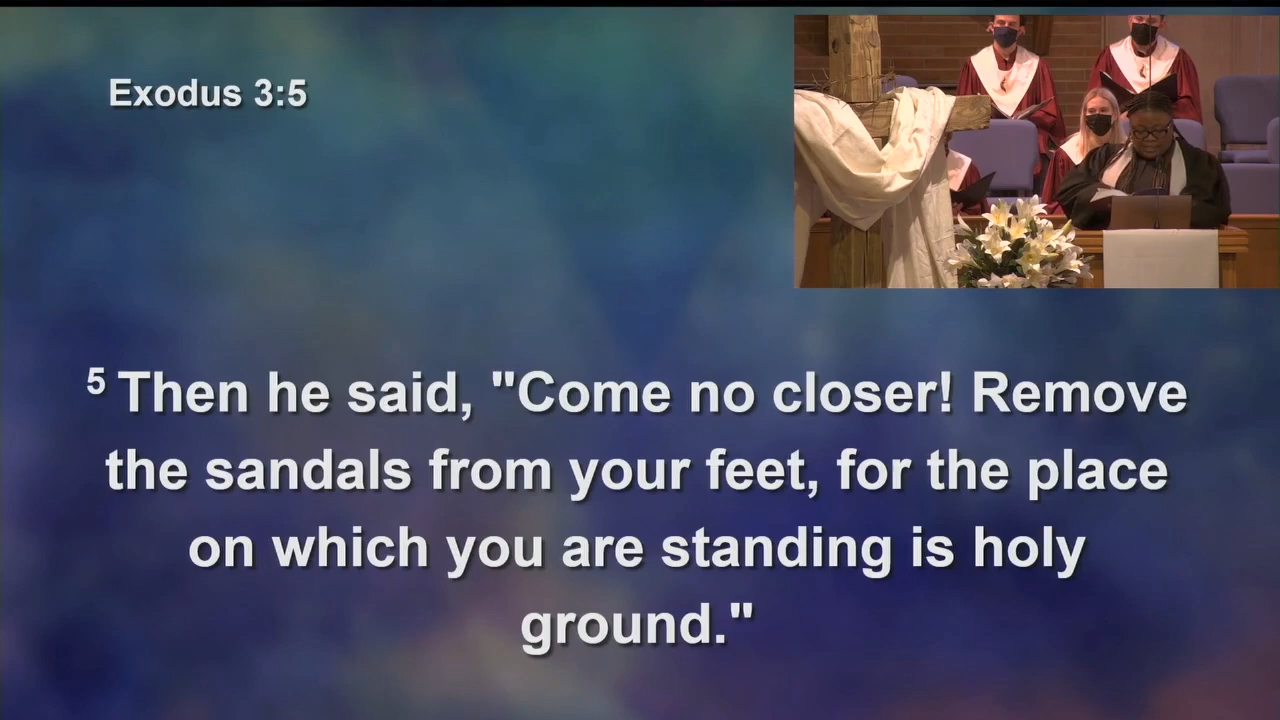 Exodus 3:5
5 Then he said, "Come no closer! Remove
the sandals from your feet, for the place
on which you are standing is holy
ground."